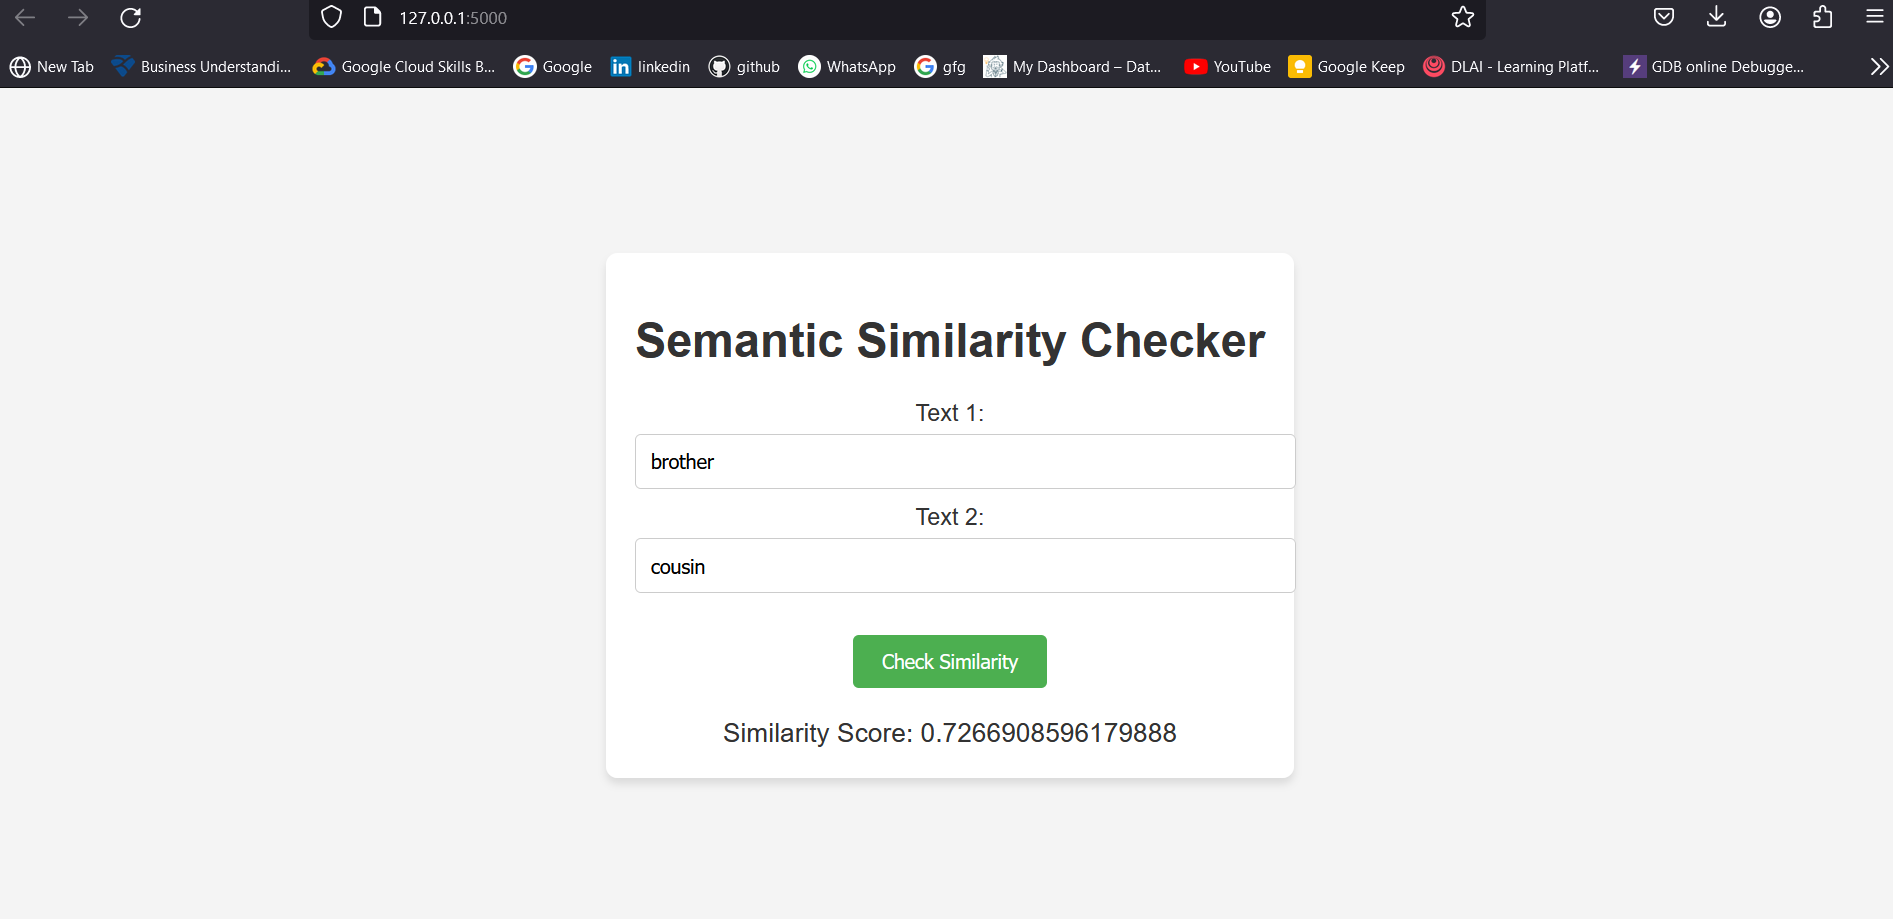 127.0.0.1:5000
New Tab Business Understandi... Google Cloud Skills B... Google linkedin github WhatsApp gfg My Dashboard – Dat... YouTube Google Keep DLAI - Learning Platf... GDB online Debugge...
Semantic Similarity Checker
Text 1:
brother
Text 2:
cousin
Check Similarity
Similarity Score: 0.7266908596179888